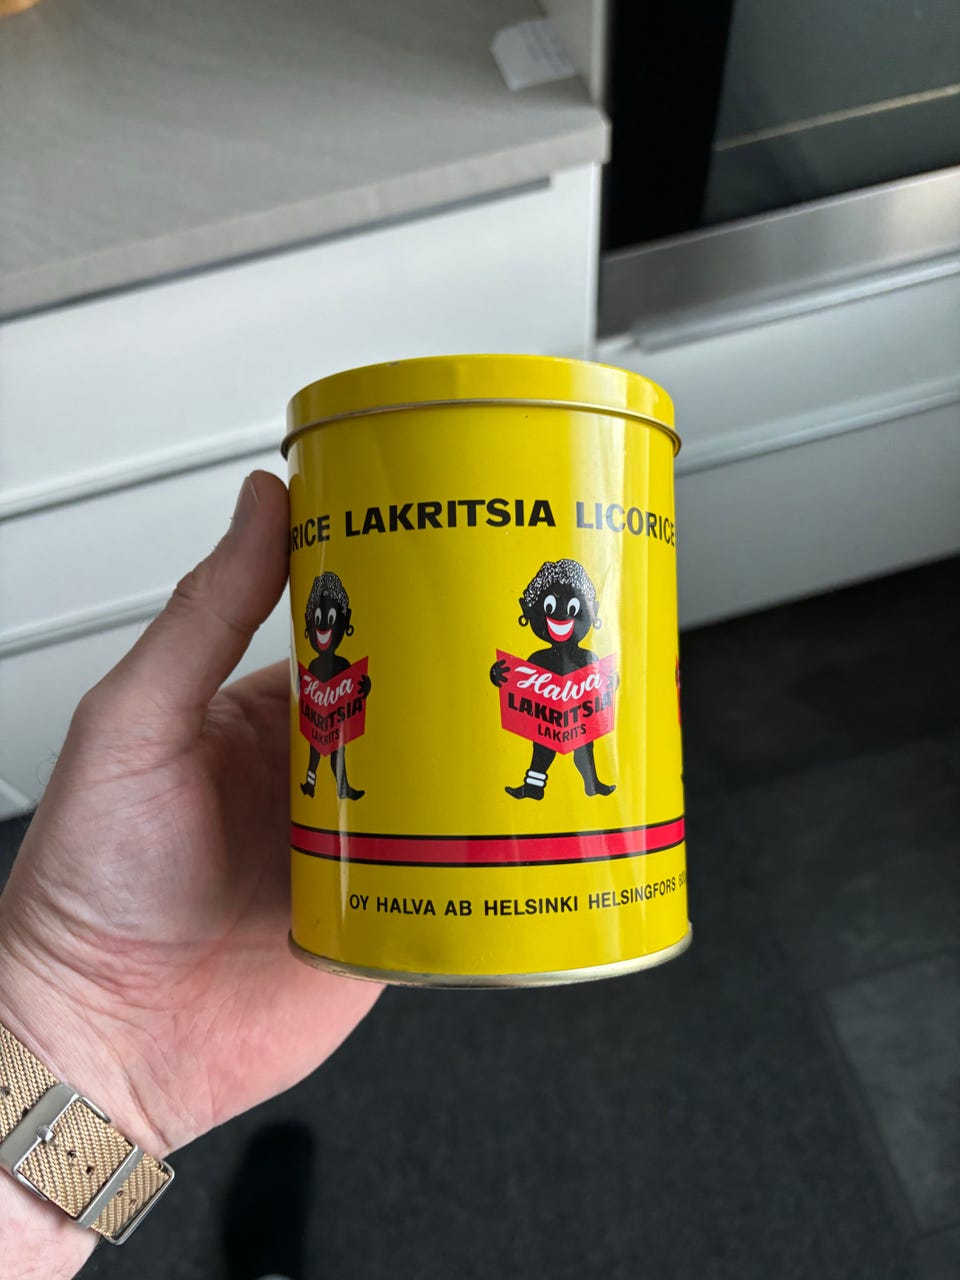 RICE LAKRITSIA LICORICE
Halva
LAKRITSIA
LAKRITS
Halva
LAKRITSIA
LAKRITS
OY HALVA AB HELSINKI HELSINGFORS